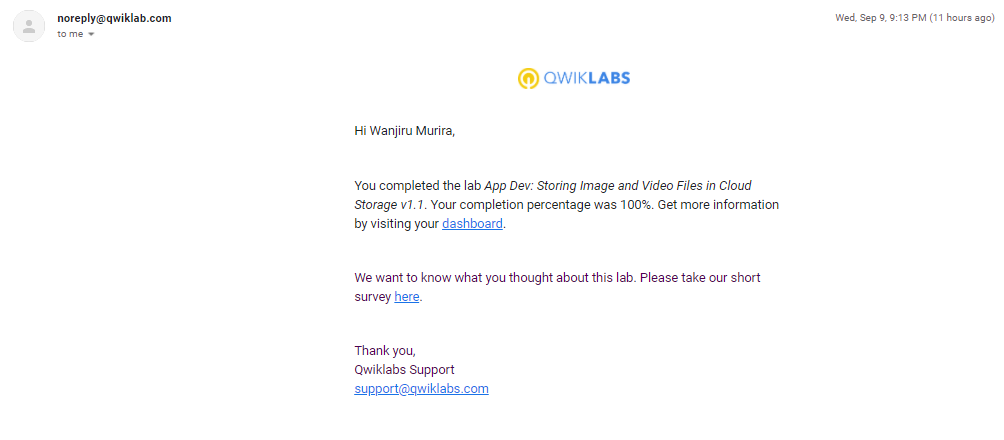 noreply@qwiklab.com
Wed, Sep 9, 9:13 PM (11 hours ago)
to me
QWIKLABS
Hi Wanjiru Murira,
You completed the lab App Dev: Storing Image and Video Files in Cloud
Storage v1.1. Your completion percentage was 100%. Get more information
by visiting your dashboard.
We want to know what you thought about this lab. Please take our short
survey here.
Thank you,
Qwiklabs Support
support@qwiklabs.com